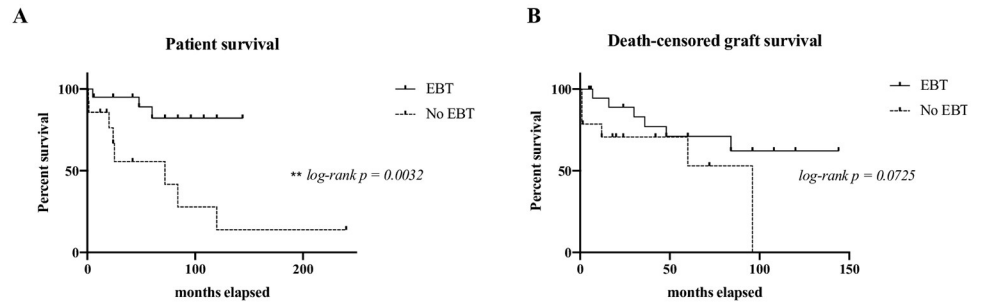 A
Patient survival
Percent survival
100
50
0
0
100
200
months elapsed
EBT
No EBT
** log-rank p = 0.0032
B
Death-censored graft survival
Percent survival
100
50
0
0
50
100
150
months elapsed
EBT
No EBT
log-rank p = 0.0725